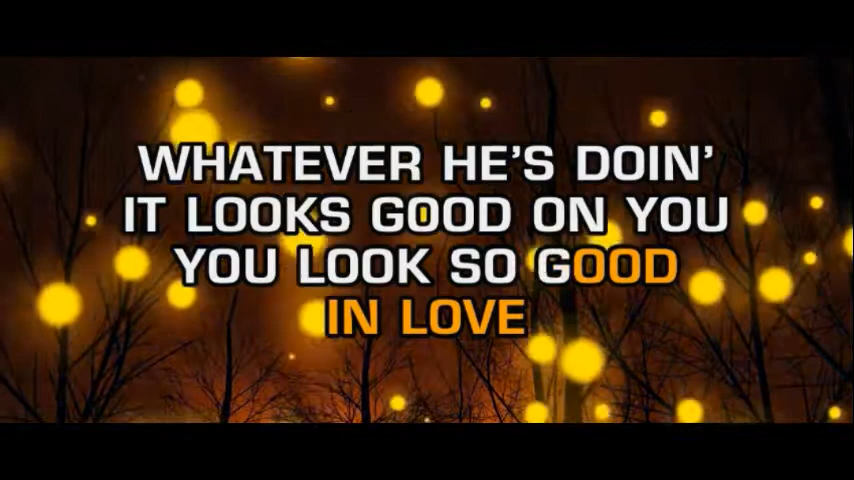 WHATEVER HE'S DOIN'
IT LOOKS GOOD ON YOU
YOU LOOK SO GOOD
IN LOVE